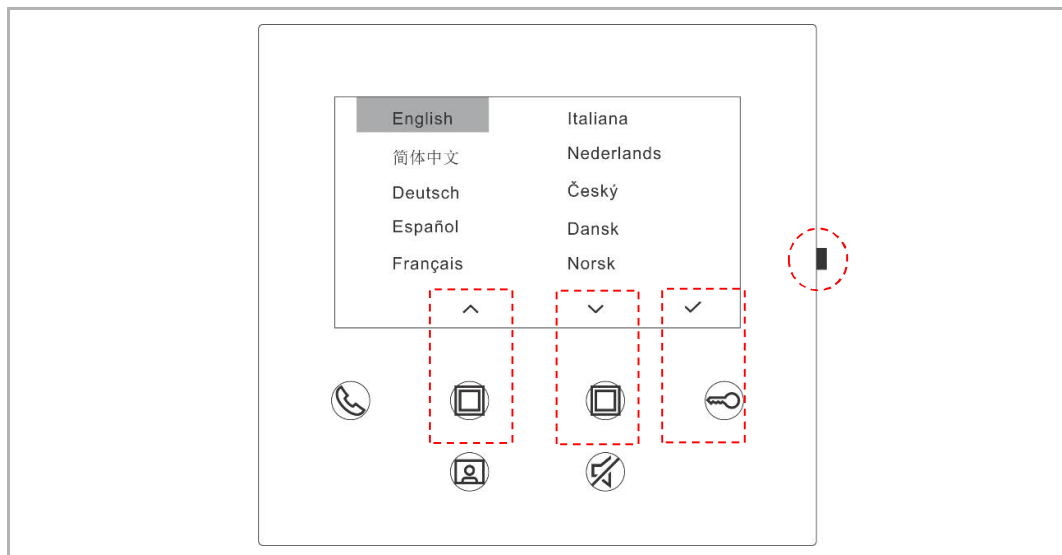 English
简体中文
Deutsch
Español
Français
Italiana
Nederlands
Český
Dansk
Norsk